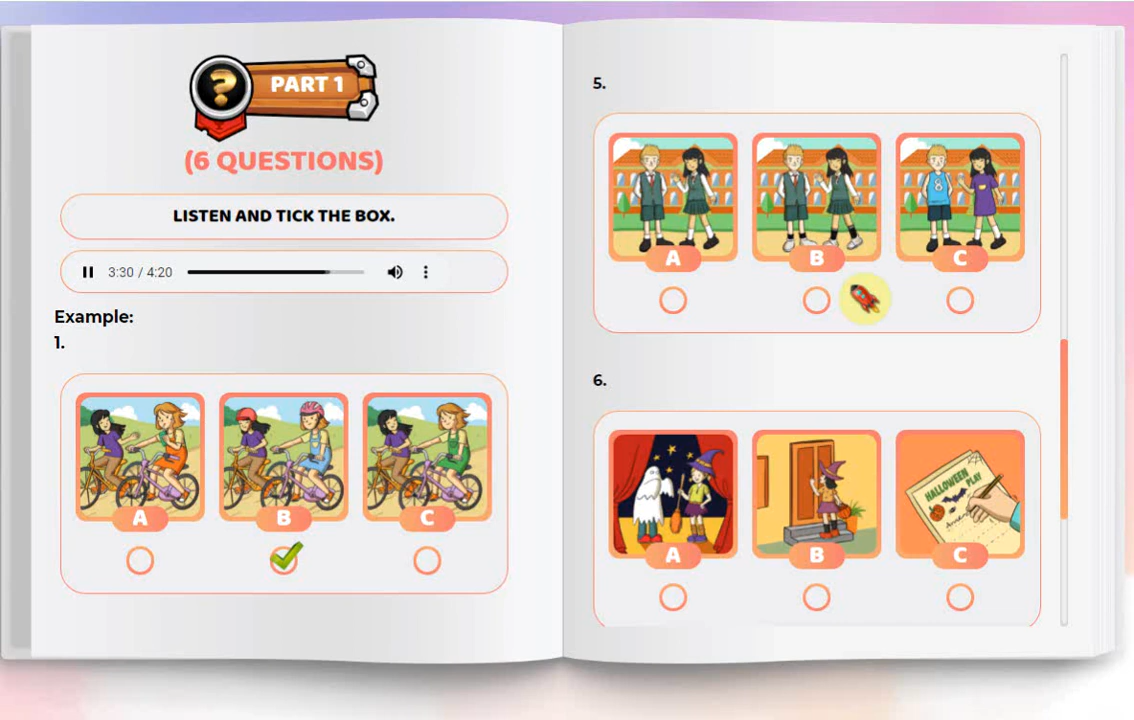 PART 1
(6 QUESTIONS)
LISTEN AND TICK THE BOX.
3:30 / 4:20
Example:
1.
A B C
5.
A B C
6.
HALLOWEEN
PLAY
A B C